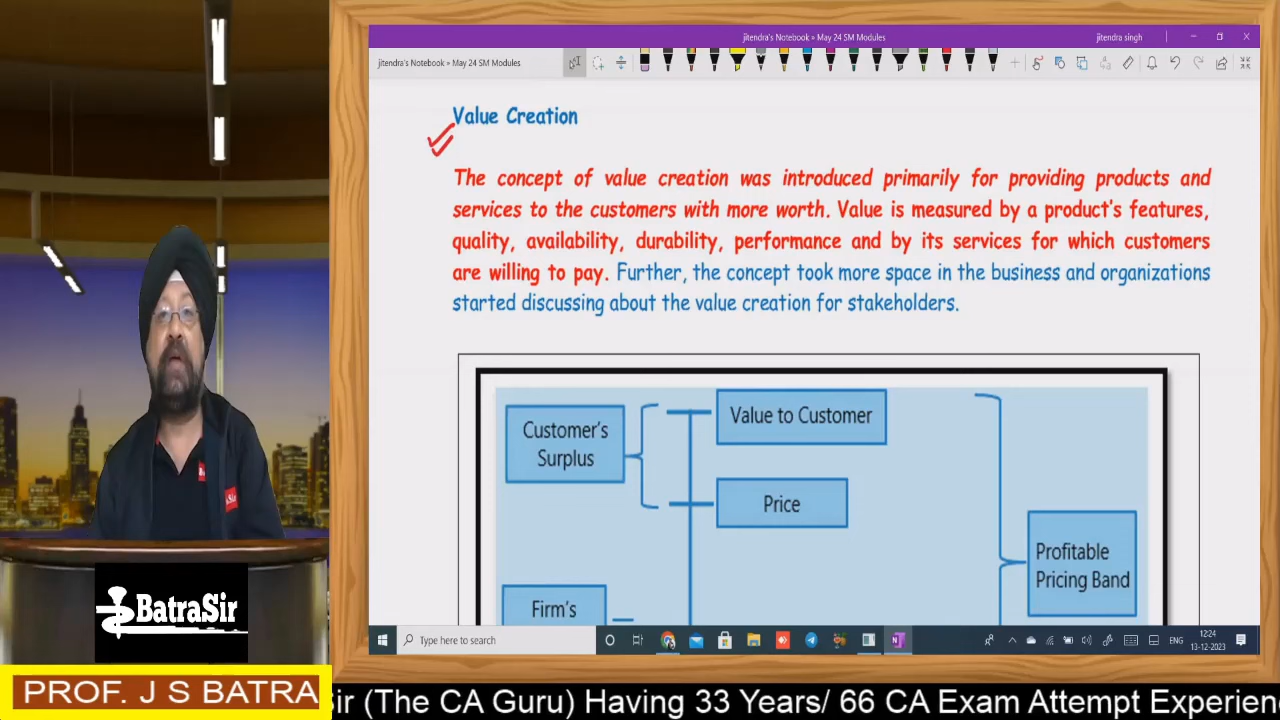 jitendra's Notebook » May 24 SM Modules
jitendra singh
jitendra's Notebook » May 24 SM Modules
Value Creation
The concept of value creation was introduced primarily for providing products and
services to the customers with more worth. Value is measured by a product's features,
quality, availability, durability, performance and by its services for which customers
are willing to pay. Further, the concept took more space in the business and organizations
started discussing about the value creation for stakeholders.
Customer's
Surplus
Value to Customer
Price
Profitable
Pricing Band
Firm's
Type here to search
ENG
12:24
13-12-2023
BatraSir
PROF. J S BATRA
ir (The CA Guru) Having 33 Years/ 66 CA Exam Attempt Experien